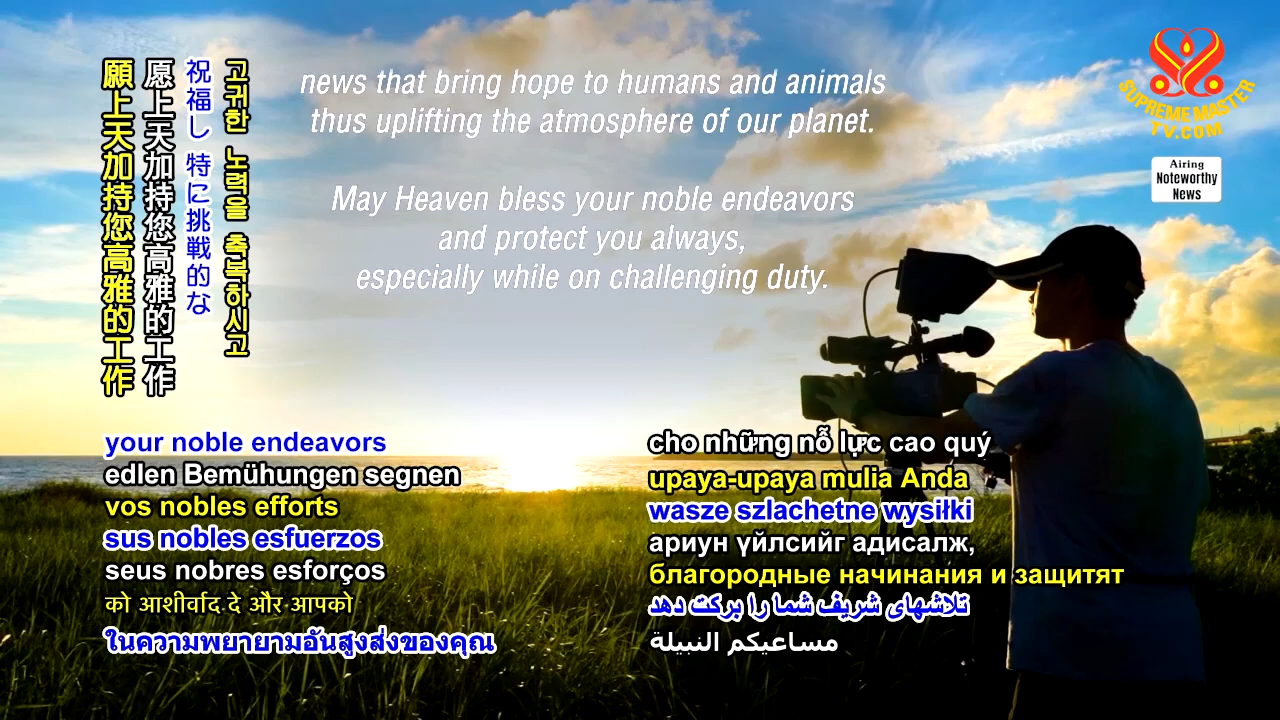 願上天加持您高雅的工作
愿上天加持您高雅的工作
祝福し 特に挑戦的な
고귀한 노력을 축복하시고
news that bring hope to humans and animals
thus uplifting the atmosphere of our planet.
May Heaven bless your noble endeavors
and protect you always,
especially while on challenging duty.
SUPREME MASTER
TV.COM
Airing
Noteworthy
News
your noble endeavors
edlen Bemühungen segnen
vos nobles efforts
sus nobles esfuerzos
seus nobres esforços
को आशीर्वाद दे और आपको
ในความพยายามอันสูงส่งของคุณ
cho những nỗ lực cao quý
upaya-upaya mulia Anda
wasze szlachetne wysiłki
ариун үйлсийг адисалж,
благородные начинания и защитят
تلاشهای شریف شما را برکت دهد
مساعيكم النبيلة